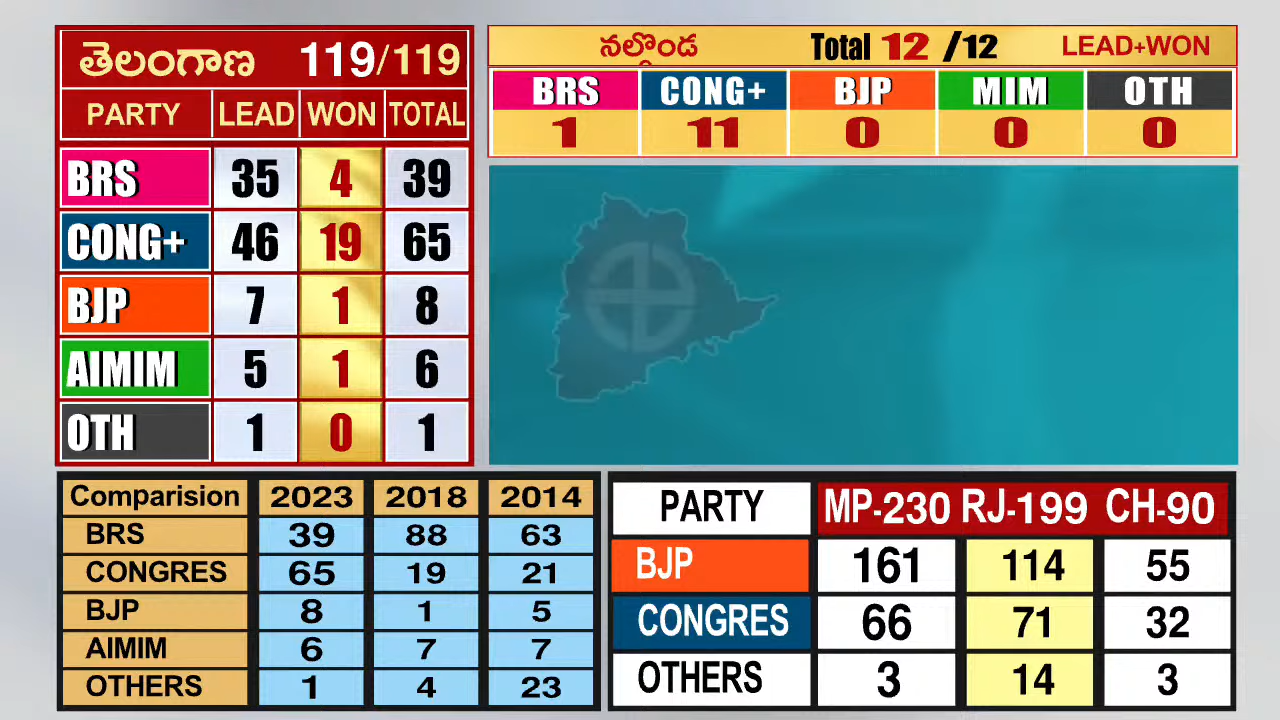 తెలంగాణ 119/119
PARTY LEAD WON TOTAL
BRS 35 4 39
CONG+ 46 19 65
BJP 7 1 8
AIMIM 5 1 6
OTH 1 0 1
నల్గొండ Total 12 /12 LEAD+WON
BRS CONG+ BJP MIM OTH
1 11 0 0 0
Comparision 2023 2018 2014
BRS 39 88 63
CONGRES 65 19 21
BJP 8 1 5
AIMIM 6 7 7
OTHERS 1 4 23
PARTY MP-230 RJ-199 CH-90
BJP 161 114 55
CONGRES 66 71 32
OTHERS 3 14 3